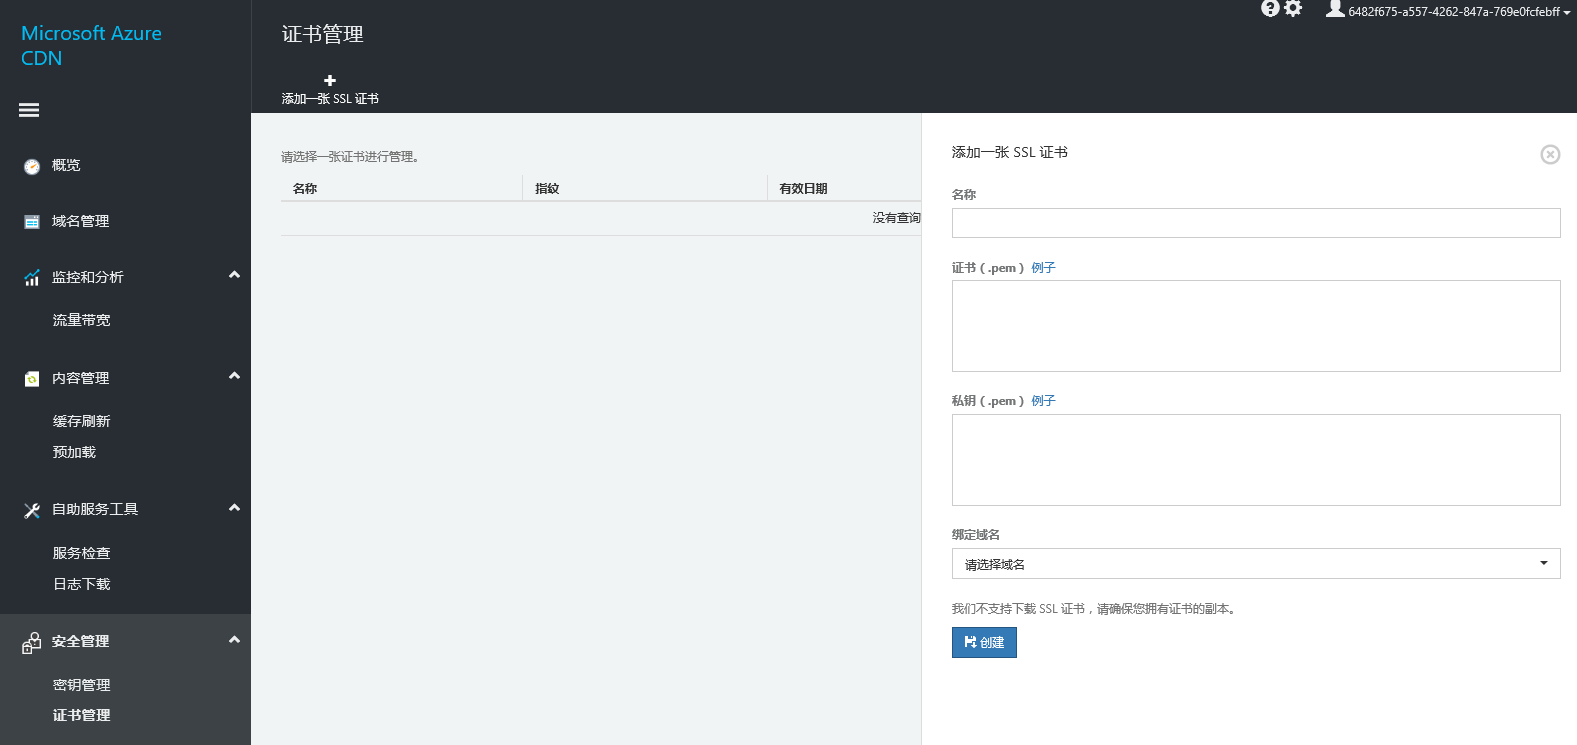 Microsoft Azure
CDN
概览
域名管理
监控和分析
流量带宽
内容管理
缓存刷新
预加载
自助服务工具
服务检查
日志下载
安全管理
密钥管理
证书管理
证书管理
6482f675-a557-4262-847a-769e0fcfebff
添加一张 SSL 证书
请选择一张证书进行管理。
名称 指纹 有效日期
没有查询
添加一张 SSL 证书
名称
证书（.pem） 例子
私钥（.pem） 例子
绑定域名
请选择域名
我们不支持下载 SSL 证书，请确保您拥有证书的副本。
创建